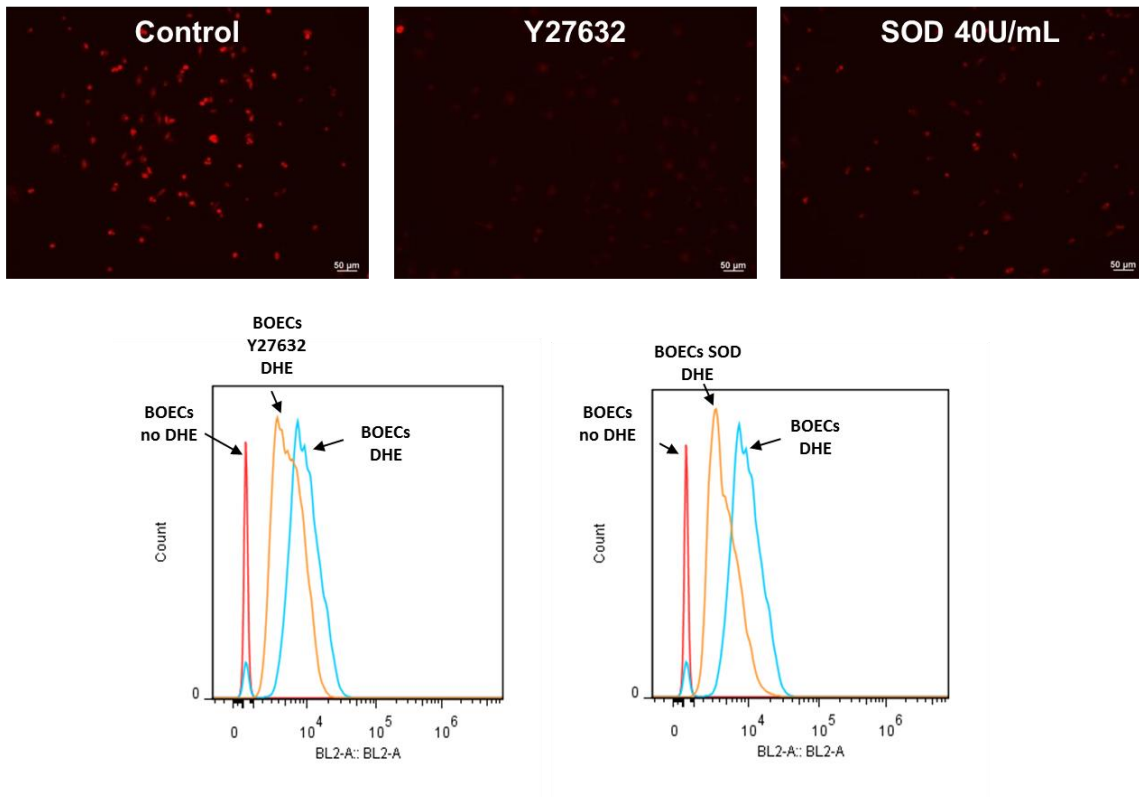 Control
Y27632
SOD 40U/mL
50 µm
50 µm
50 µm
BOECs
Y27632
DHE
BOECs
no DHE
BOECs
DHE
Count
0
0
10^4
10^5
10^6
BL2-A:: BL2-A
BOECs SOD
DHE
BOECs
no DHE
BOECs
DHE
Count
0
0
10^4
10^5
10^6
BL2-A:: BL2-A